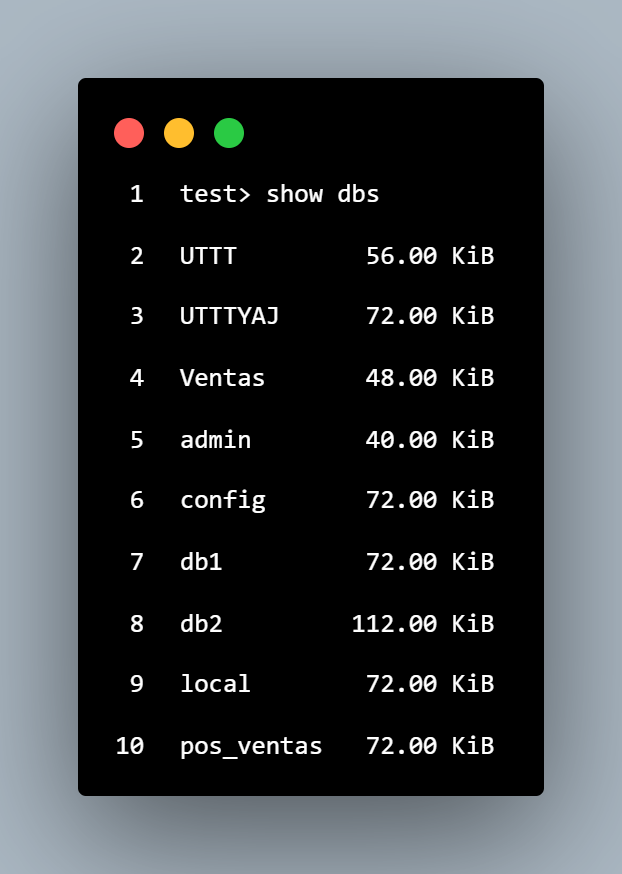 1 test> show dbs
2 UTTT 56.00 KiB
3 UTTTYAJ 72.00 KiB
4 Ventas 48.00 KiB
5 admin 40.00 KiB
6 config 72.00 KiB
7 db1 72.00 KiB
8 db2 112.00 KiB
9 local 72.00 KiB
10 pos_ventas 72.00 KiB